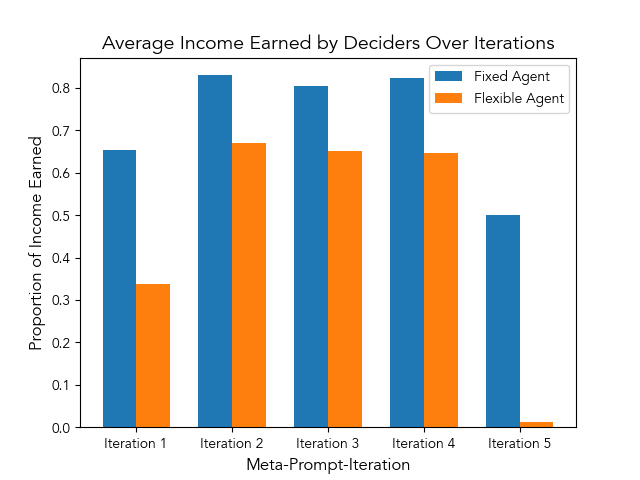 Average Income Earned by Deciders Over Iterations
Fixed Agent
Flexible Agent
Proportion of Income Earned
0.8
0.7
0.6
0.5
0.4
0.3
0.2
0.1
0.0
Iteration 1 Iteration 2 Iteration 3 Iteration 4 Iteration 5
Meta-Prompt-Iteration